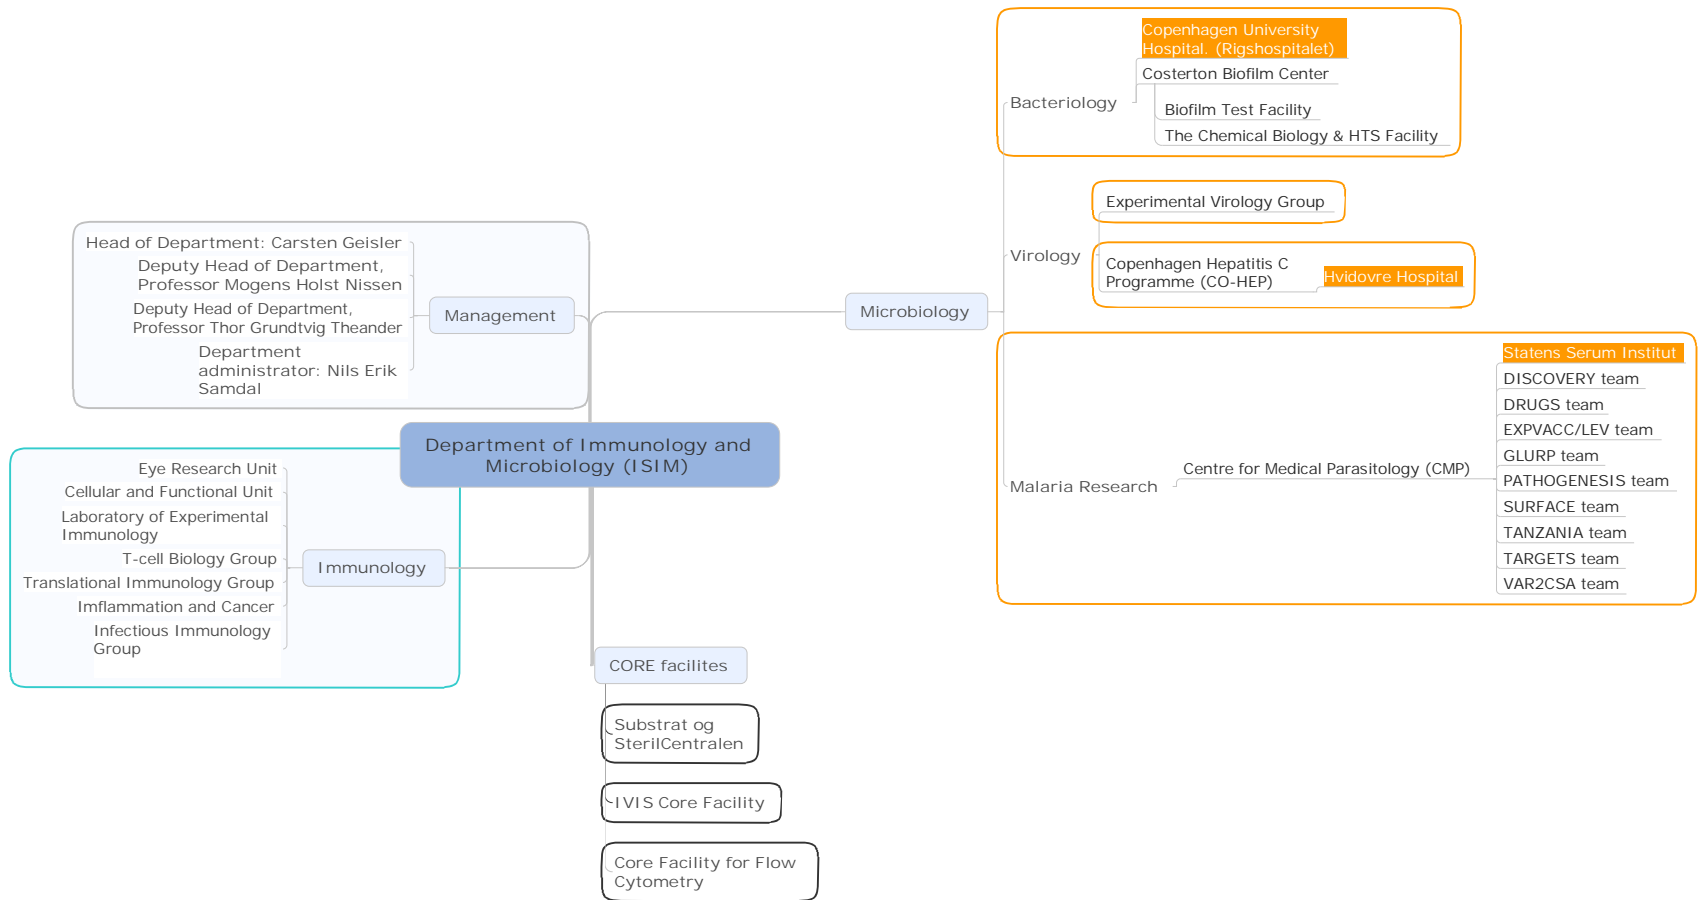 Department of Immunology and
Microbiology (ISIM)
Management
Head of Department: Carsten Geisler
Deputy Head of Department,
Professor Mogens Holst Nissen
Deputy Head of Department,
Professor Thor Grundtvig Theander
Department
administrator: Nils Erik
Samdal
Immunology
Eye Research Unit
Cellular and Functional Unit
Laboratory of Experimental
Immunology
T-cell Biology Group
Translational Immunology Group
Imflammation and Cancer
Infectious Immunology
Group
Microbiology
Bacteriology
Copenhagen University
Hospital. (Rigshospitalet)
Costerton Biofilm Center
Biofilm Test Facility
The Chemical Biology & HTS Facility
Virology
Experimental Virology Group
Copenhagen Hepatitis C
Programme (CO-HEP)
Hvidovre Hospital
Malaria Research
Centre for Medical Parasitology (CMP)
Statens Serum Institut
DISCOVERY team
DRUGS team
EXPVACC/LEV team
GLURP team
PATHOGENESIS team
SURFACE team
TANZANIA team
TARGETS team
VAR2CSA team
CORE facilites
Substrat og
SterilCentralen
IVIS Core Facility
Core Facility for Flow
Cytometry